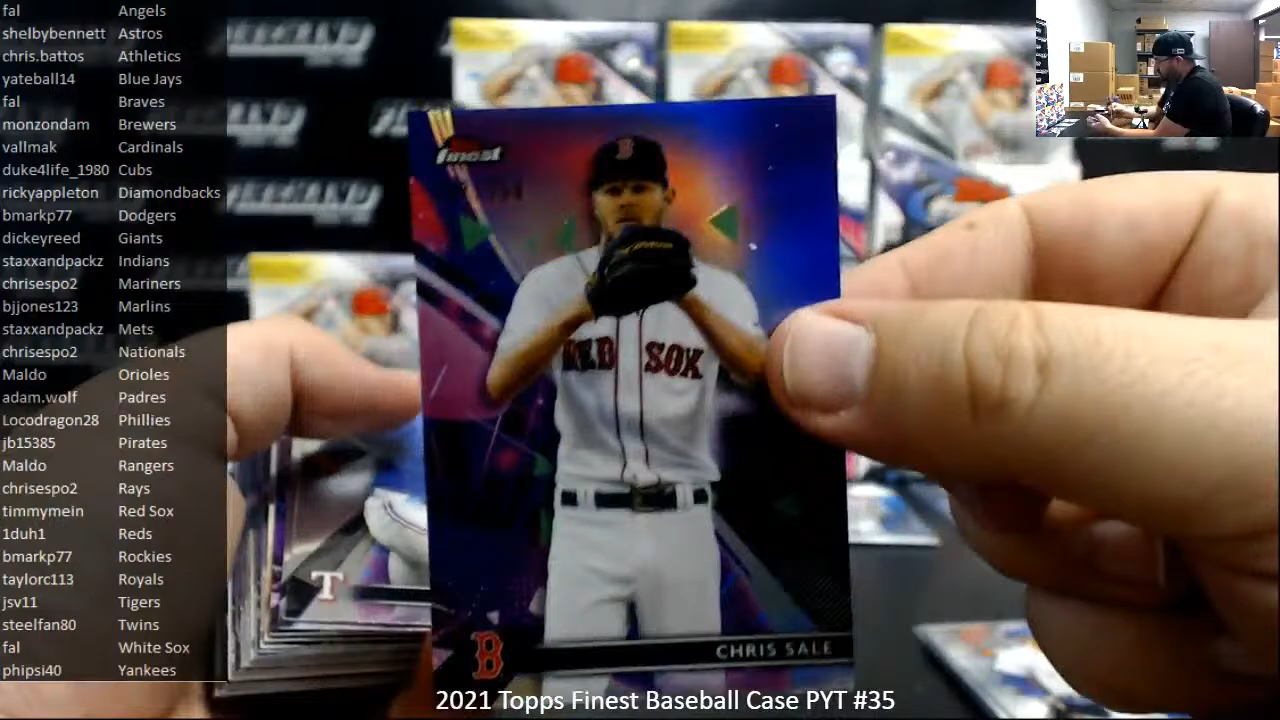 fal Angels
shelbybennett Astros
chris.battos Athletics
yateball14 Blue Jays
fal Braves
monzondam Brewers
vallmak Cardinals
duke4life_1980 Cubs
rickyappleton Diamondbacks
bmarkp77 Dodgers
dickeyreed Giants
staxxandpackz Indians
chrisespo2 Mariners
bjjones123 Marlins
staxxandpackz Mets
chrisespo2 Nationals
Maldo Orioles
adam.wolf Padres
Locodragon28 Phillies
jb15385 Pirates
Maldo Rangers
chrisespo2 Rays
timmymein Red Sox
1duh1 Reds
bmarkp77 Rockies
taylorc113 Royals
jsv11 Tigers
steelfan80 Twins
fal White Sox
phipsi40 Yankees
finest
B
RED SOX
T
B
CHRIS SALE
2021 Topps Finest Baseball Case PYT #35